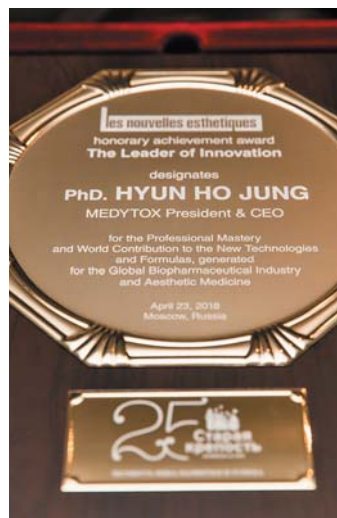 les nouvelles esthetiques
honorary achievement award
The Leader of Innovation
designates
PhD. HYUN HO JUNG
MEDYTOX President & CEO
for the Professional Mastery
and World Contribution to the New Technologies
and Formulas, generated
for the Global Biopharmaceutical Industry
and Aesthetic Medicine
April 23, 2018
Moscow, Russia
25
Старая
крепость